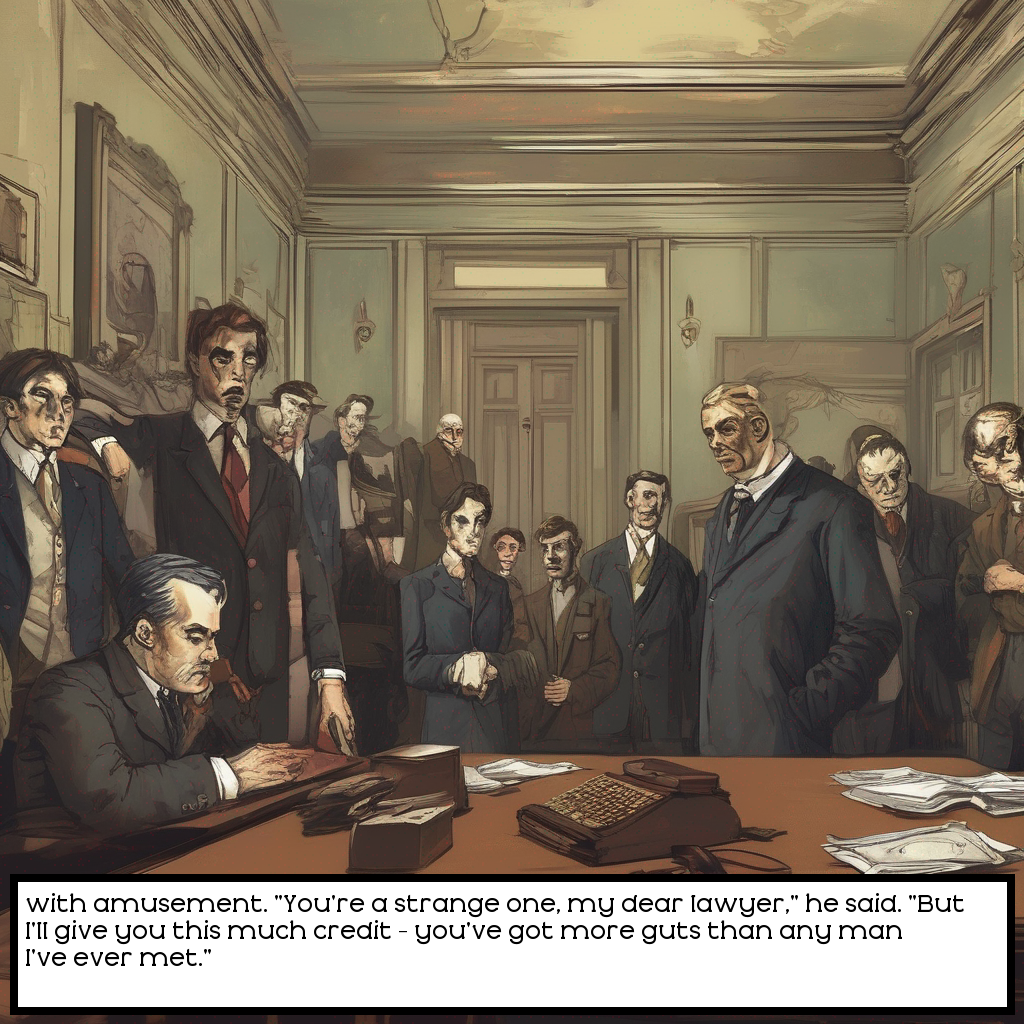 with amusement. "You're a strange one, my dear lawyer," he said. "But
I'll give you this much credit - you've got more guts than any man
I've ever met."